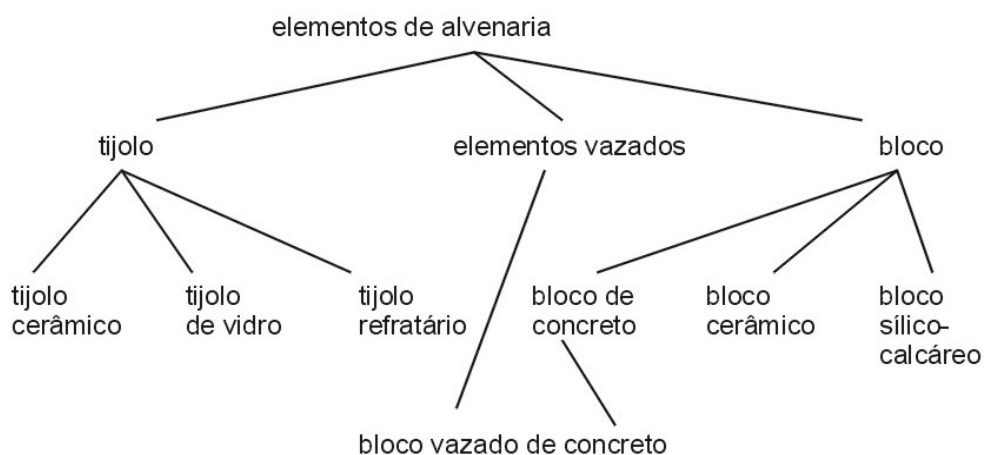 elementos de alvenaria
tijolo
elementos vazados
bloco
tijolo
cerâmico
tijolo
de vidro
tijolo
refratário
bloco de
concreto
bloco
cerâmico
bloco
sílico-
calcáreo
bloco vazado de concreto